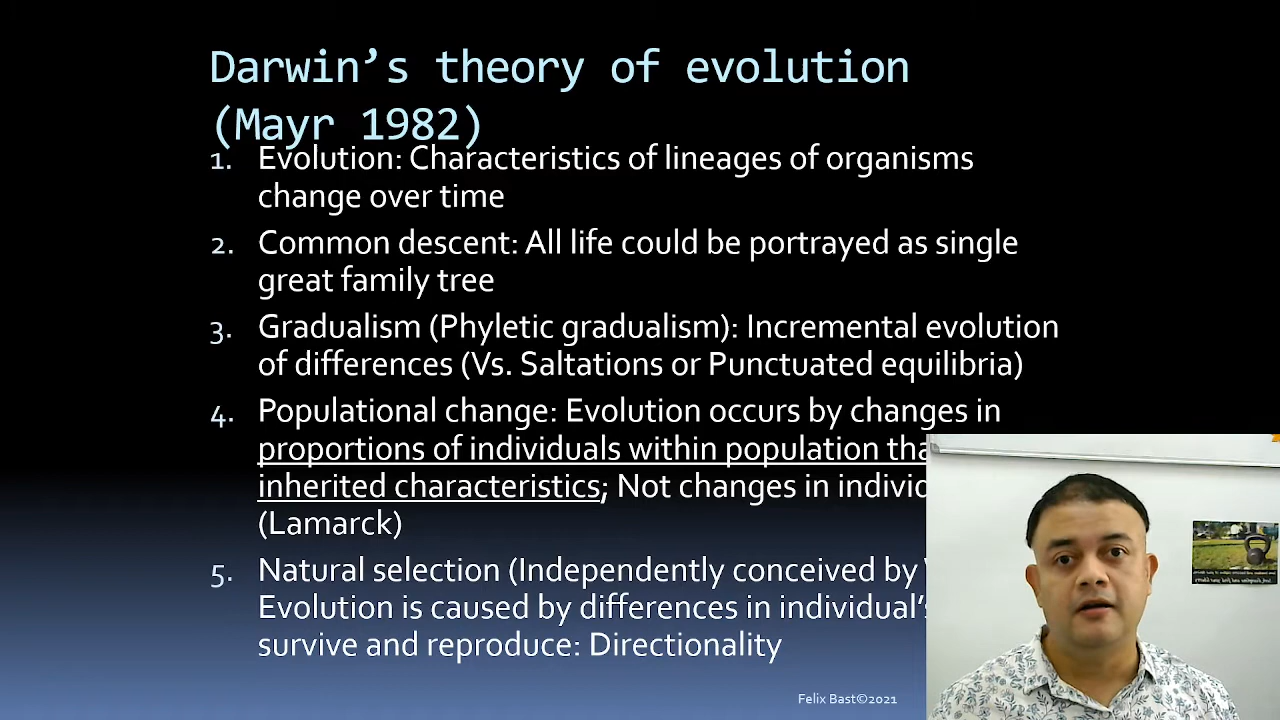 Darwin’s theory of evolution
(Mayr 1982)
1. Evolution: Characteristics of lineages of organisms
change over time
2. Common descent: All life could be portrayed as single
great family tree
3. Gradualism (Phyletic gradualism): Incremental evolution
of differences (Vs. Saltations or Punctuated equilibria)
4. Populational change: Evolution occurs by changes in
proportions of individuals within population
inherited characteristics; Not changes in
(Lamarck)
5. Natural selection (Independently conceived by
Evolution is caused by differences in individual’s
survive and reproduce: Directionality
Felix Bast©2021